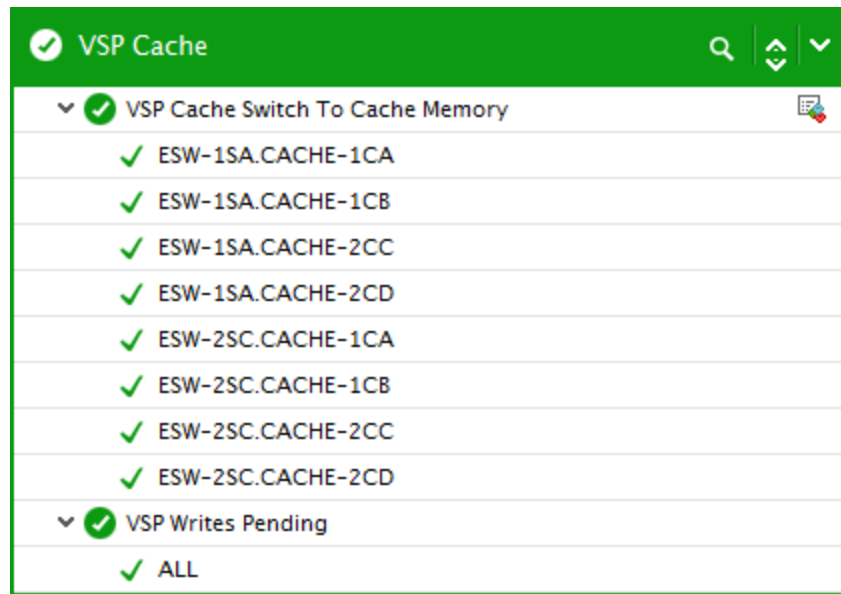 VSP Cache
VSP Cache Switch To Cache Memory
ESW-1SA.CACHE-1CA
ESW-1SA.CACHE-1CB
ESW-1SA.CACHE-2CC
ESW-1SA.CACHE-2CD
ESW-2SC.CACHE-1CA
ESW-2SC.CACHE-1CB
ESW-2SC.CACHE-2CC
ESW-2SC.CACHE-2CD
VSP Writes Pending
ALL